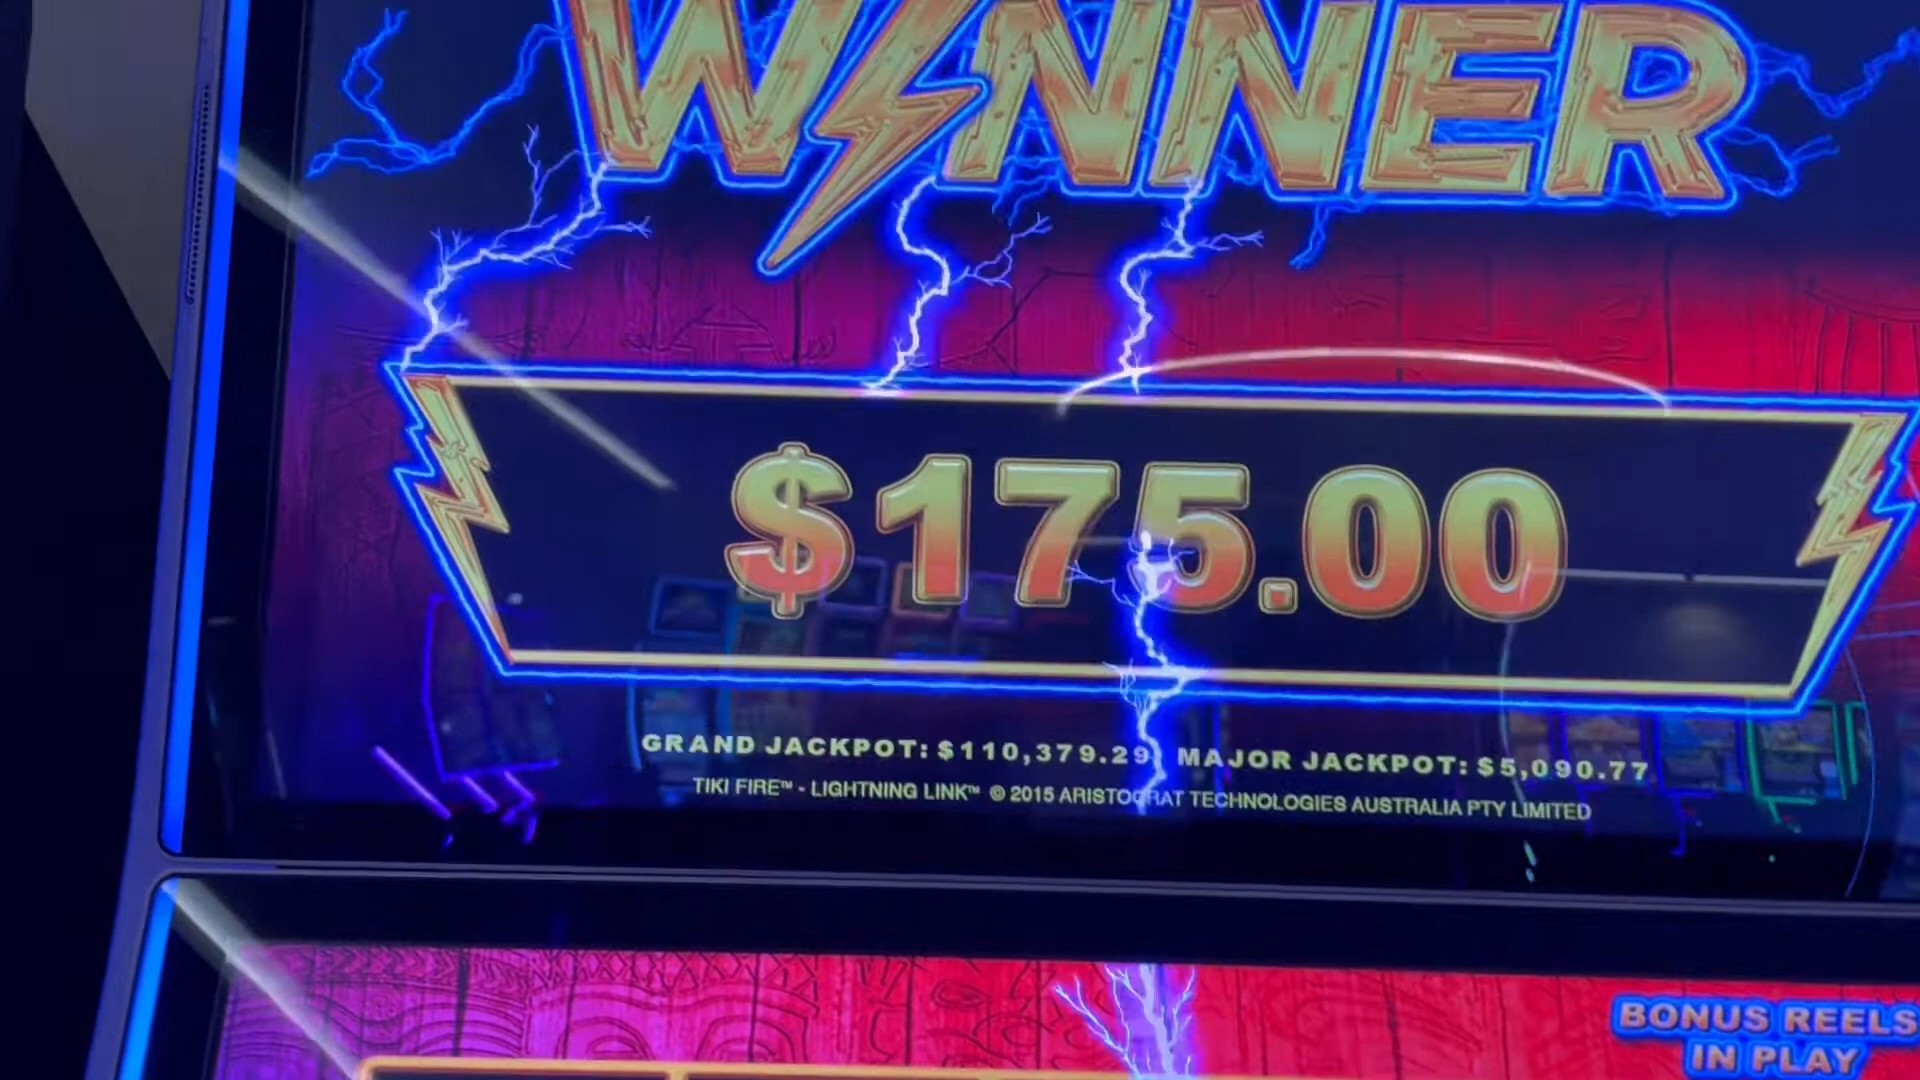 WINNER
$175.00
GRAND JACKPOT: $110,379.29 MAJOR JACKPOT: $5,090.77
TIKI FIRE™ - LIGHTNING LINK™ © 2015 ARISTOCRAT TECHNOLOGIES AUSTRALIA PTY LIMITED
BONUS REELS
IN PLAY